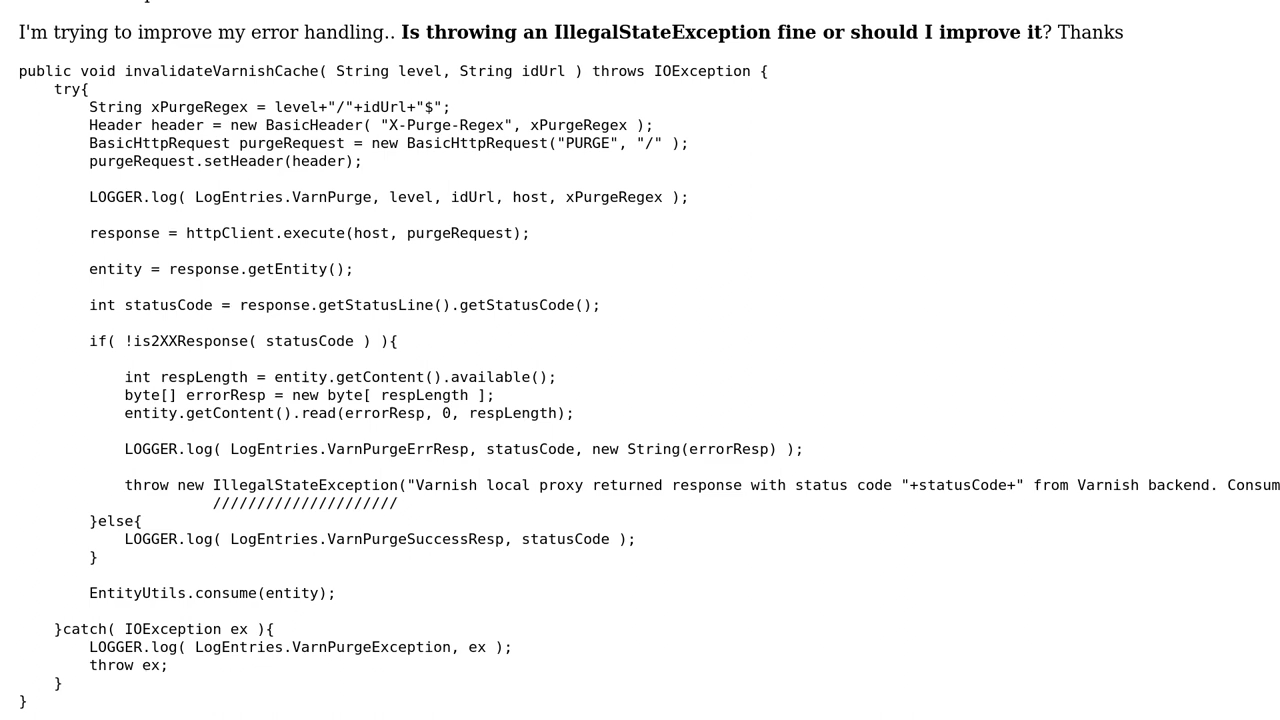 I'm trying to improve my error handling.. Is throwing an IllegalStateException fine or should I improve it? Thanks
public void invalidateVarnishCache( String level, String idUrl ) throws IOException {
    try{
        String xPurgeRegex = level+"/"+idUrl+"$";
        Header header = new BasicHeader( "X-Purge-Regex", xPurgeRegex );
        BasicHttpRequest purgeRequest = new BasicHttpRequest("PURGE", "/" );
        purgeRequest.setHeader(header);

        LOGGER.log( LogEntries.VarnPurge, level, idUrl, host, xPurgeRegex );

        response = httpClient.execute(host, purgeRequest);

        entity = response.getEntity();

        int statusCode = response.getStatusLine().getStatusCode();

        if( !is2XXResponse( statusCode ) ){

            int respLength = entity.getContent().available();
            byte[] errorResp = new byte[ respLength ];
            entity.getContent().read(errorResp, 0, respLength);

            LOGGER.log( LogEntries.VarnPurgeErrResp, statusCode, new String(errorResp) );

            throw new IllegalStateException("Varnish local proxy returned response with status code "+statusCode+" from Varnish backend. Consum
                      /////////////////////
        }else{
            LOGGER.log( LogEntries.VarnPurgeSuccessResp, statusCode );
        }

        EntityUtils.consume(entity);

    }catch( IOException ex ){
        LOGGER.log( LogEntries.VarnPurgeException, ex );
        throw ex;
    }
}